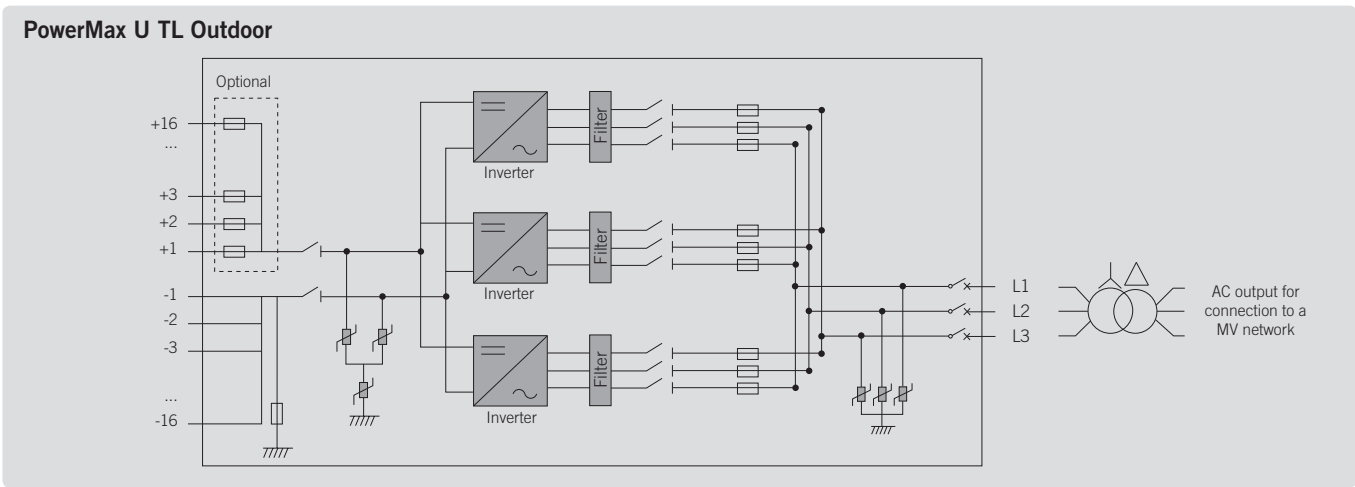 PowerMax U TL Outdoor
Optional
+16
...
+3
+2
+1
-1
-2
-3
...
-16
Inverter
Filter
Inverter
Filter
Inverter
Filter
L1
L2
L3
AC output for
connection to a
MV network